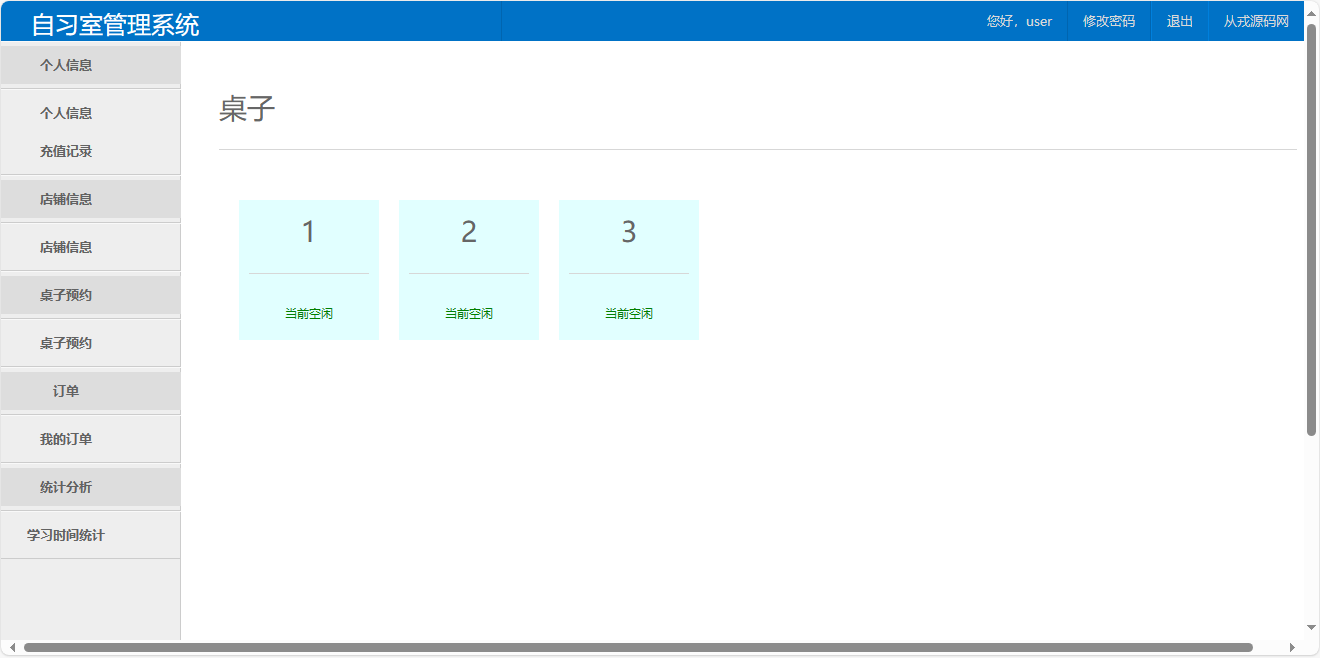 自习室管理系统
您好，user 修改密码 退出 从戎源码网
个人信息
个人信息
充值记录
店铺信息
店铺信息
桌子预约
桌子预约
订单
我的订单
统计分析
学习时间统计
桌子
1 2 3
当前空闲 当前空闲 当前空闲